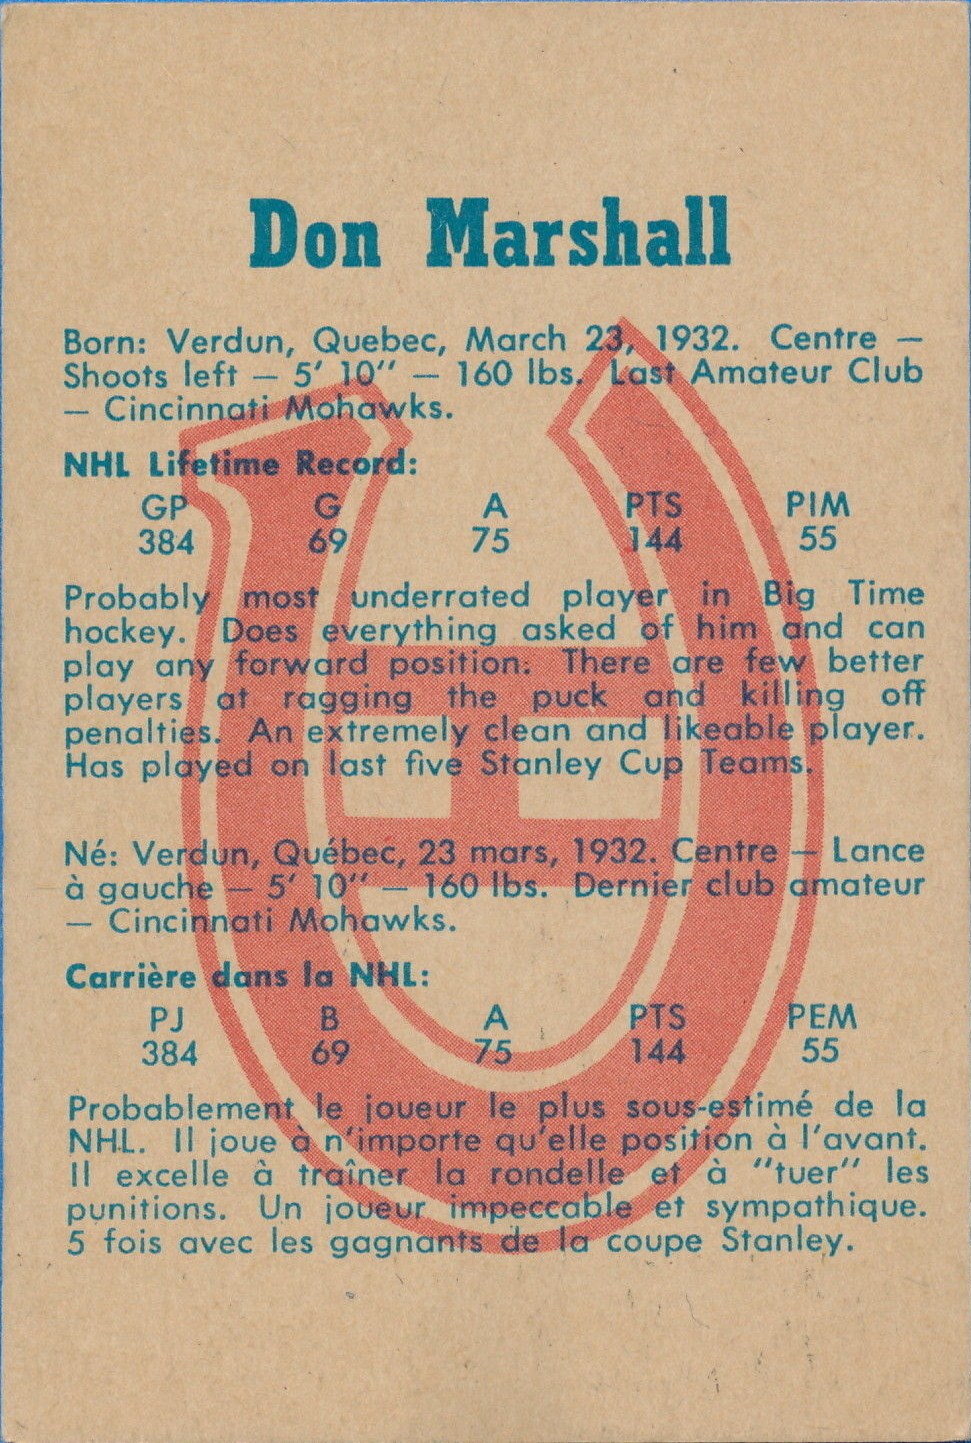 Don Marshall
Born: Verdun, Quebec, March 23, 1932. Centre —
Shoots left — 5' 10" — 160 lbs. Last Amateur Club
— Cincinnati Mohawks.
NHL Lifetime Record:
GP G A PTS PIM
384 69 75 144 55
Probably most underrated player in Big Time
hockey. Does everything asked of him and can
play any forward position. There are few better
players at ragging the puck and killing off
penalties. An extremely clean and likeable player.
Has played on last five Stanley Cup Teams.
Né: Verdun, Québec, 23 mars, 1932. Centre — Lance
à gauche — 5' 10" — 160 lbs. Dernier club amateur
— Cincinnati Mohawks.
Carrière dans la NHL:
PJ B A PTS PEM
384 69 75 144 55
Probablement le joueur le plus sous-estimé de la
NHL. Il joue à n'importe qu'elle position à l'avant.
Il excelle à traîner la rondelle et à "tuer" les
punitions. Un joueur impeccable et sympathique.
5 fois avec les gagnants de la coupe Stanley.